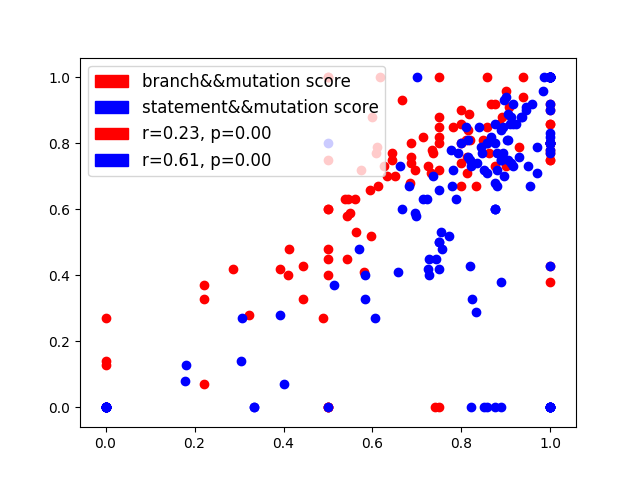 branch&&mutation score
statement&&mutation score
r=0.23, p=0.00
r=0.61, p=0.00
1.0
0.8
0.6
0.4
0.2
0.0
0.0 0.2 0.4 0.6 0.8 1.0